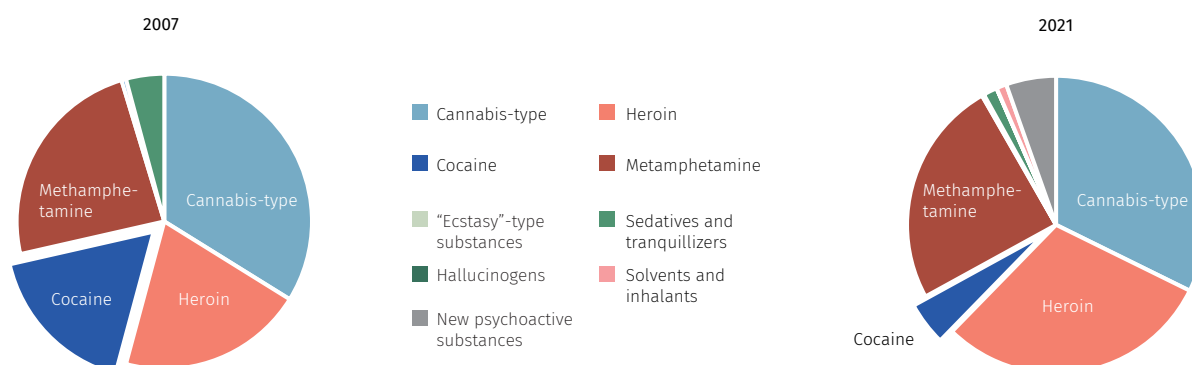 2007
2021
Methamphe-
tamine
Cannabis-type
Cocaine
Heroin
Cannabis-type
Heroin
Cocaine
Metamphetamine
“Ecstasy”-type
substances
Sedatives and
tranquillizers
Hallucinogens
Solvents and
inhalants
New psychoactive
substances
Methamphe-
tamine
Cannabis-type
Heroin
Cocaine